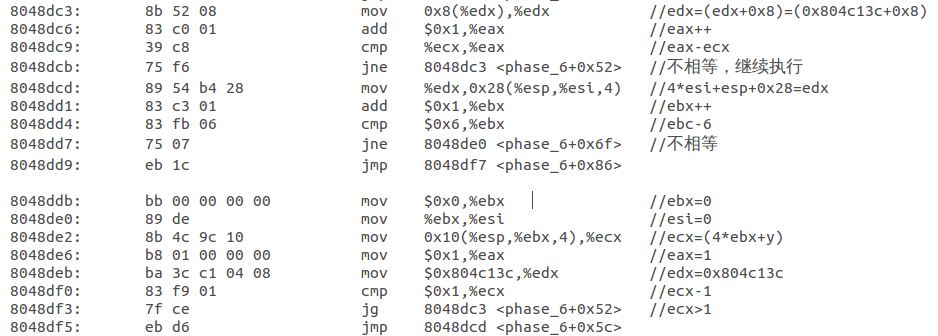 8048dc3: 8b 52 08 mov 0x8(%edx),%edx //edx=(edx+0x8)=(0x804c13c+0x8)
8048dc6: 83 c0 01 add $0x1,%eax //eax++
8048dc9: 39 c8 cmp %ecx,%eax //eax-ecx
8048dcb: 75 f6 jne 8048dc3 <phase_6+0x52> //不相等，继续执行
8048dcd: 89 54 b4 28 mov %edx,0x28(%esp,%esi,4) //4*esi+esp+0x28=edx
8048dd1: 83 c3 01 add $0x1,%ebx //ebx++
8048dd4: 83 fb 06 cmp $0x6,%ebx //ebc-6
8048dd7: 75 07 jne 8048de0 <phase_6+0x6f> //不相等
8048dd9: eb 1c jmp 8048df7 <phase_6+0x86>
8048ddb: bb 00 00 00 00 mov $0x0,%ebx //ebx=0
8048de0: 89 de mov %ebx,%esi //esi=0
8048de2: 8b 4c 9c 10 mov 0x10(%esp,%ebx,4),%ecx //ecx=(4*ebx+y)
8048de6: b8 01 00 00 00 mov $0x1,%eax //eax=1
8048deb: ba 3c c1 04 08 mov $0x804c13c,%edx //edx=0x804c13c
8048df0: 83 f9 01 cmp $0x1,%ecx //ecx-1
8048df3: 7f ce jg 8048dc3 <phase_6+0x52> //ecx>1
8048df5: eb d6 jmp 8048dcd <phase_6+0x5c>